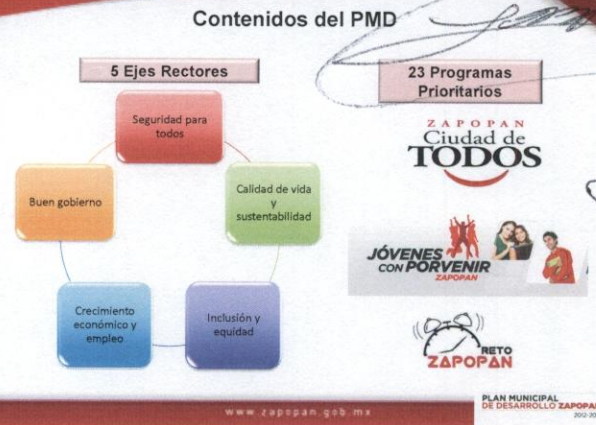 Contenidos del PMD
5 Ejes Rectores
Seguridad para
todos
Calidad de vida
y
sustentabilidad
Inclusión y
equidad
Crecimiento
económico y
empleo
Buen gobierno
23 Programas
Prioritarios
ZAPOPAN
Ciudad de
TODOS
JÓVENES
CON PORVENIR
ZAPOPAN
RETO
ZAPOPAN
www.zapopan.gob.mx
PLAN MUNICIPAL
DE DESARROLLO ZAPOPAN